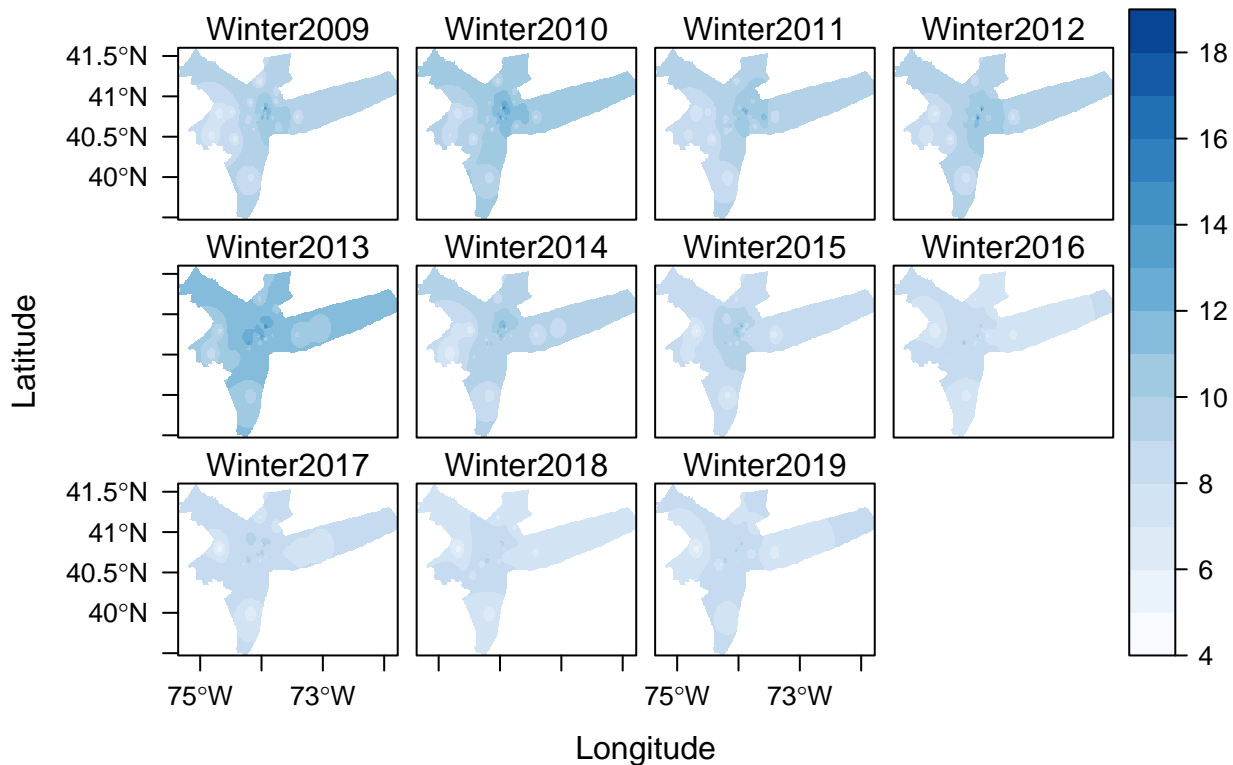 Winter2009 Winter2010 Winter2011 Winter2012
41.5°N
41°N
40.5°N
40°N
Winter2013 Winter2014 Winter2015 Winter2016
Latitude
Winter2017 Winter2018 Winter2019
41.5°N
41°N
40.5°N
40°N
75°W 73°W 75°W 73°W
Longitude
18
16
14
12
10
8
6
4